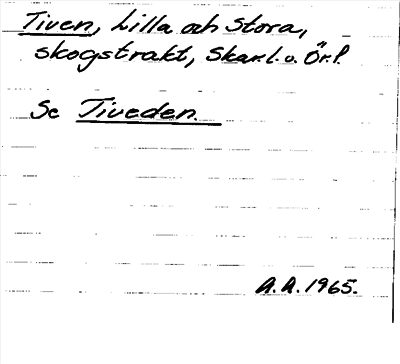 Tiven, Lilla och Stora,
skogstrakt, Skar.l. o. Ör.l.
Se Tiveden.
A.A. 1965.